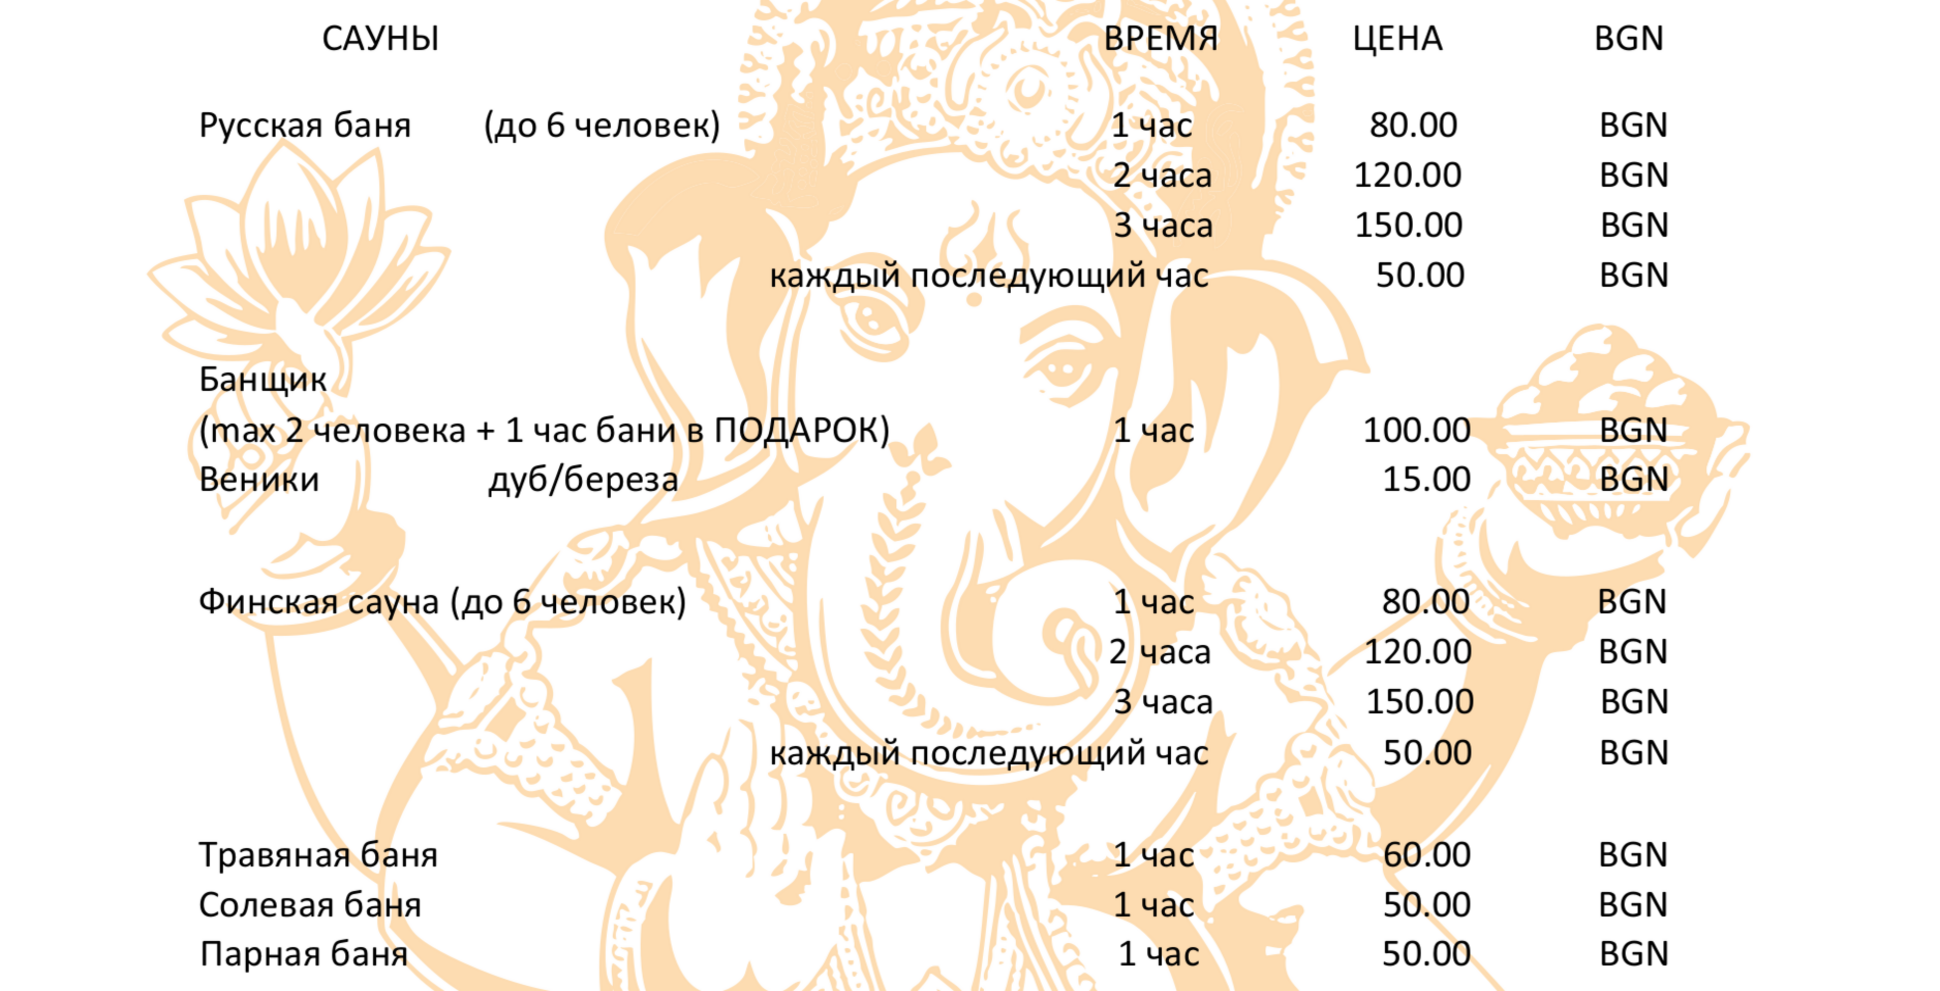 САУНЫ ВРЕМЯ ЦЕНА BGN
Русская баня (до 6 человек) 1 час 80.00 BGN
2 часа 120.00 BGN
3 часа 150.00 BGN
каждый последующий час 50.00 BGN
Банщик
(max 2 человека + 1 час бани в ПОДАРОК) 1 час 100.00 BGN
Веники дуб/береза 15.00 BGN
Финская сауна (до 6 человек) 1 час 80.00 BGN
2 часа 120.00 BGN
3 часа 150.00 BGN
каждый последующий час 50.00 BGN
Травяная баня 1 час 60.00 BGN
Солевая баня 1 час 50.00 BGN
Парная баня 1 час 50.00 BGN